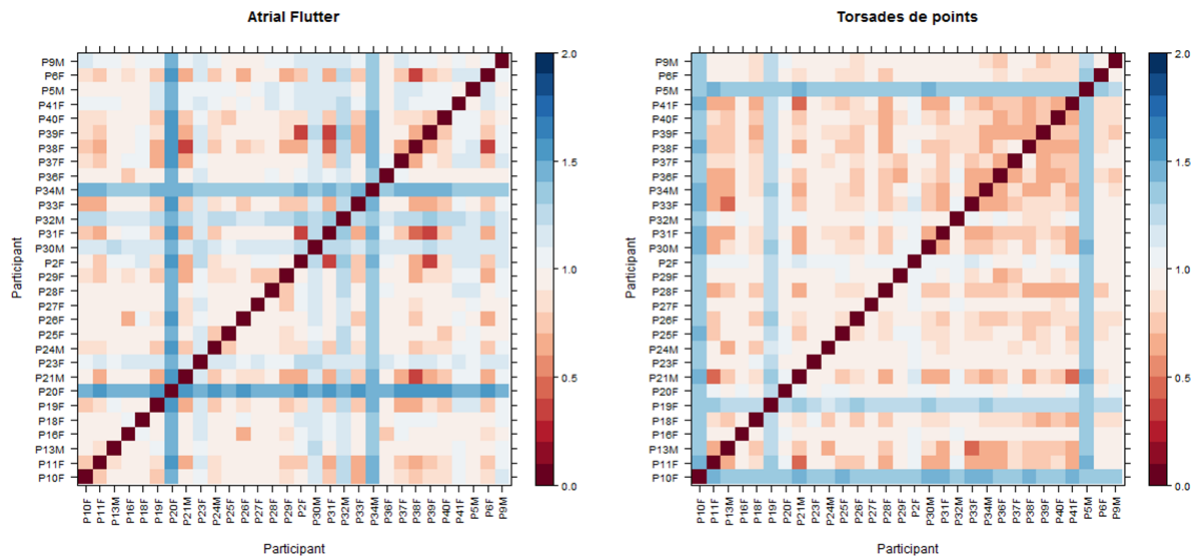 Atrial Flutter
P9M
P6F
P5M
P41F
P40F
P39F
P38F
P37F
P36F
P34M
P33F
P32M
P31F
P30M
P2F
P29F
P28F
P27F
P26F
P25F
P24M
P23F
P21M
P20F
P19F
P18F
P16F
P13M
P11F
P10F
Participant
P10F P11F P13M P16F P18F P19F P20F P21M P23F P24M P25F P26F P27F P28F P29F P2F P30M P31F P32M P33F P34M P36F P37F P38F P39F P40F P41F P5M P6F P9M
Participant
2.0
1.5
1.0
0.5
0.0
Torsades de points
P9M
P6F
P5M
P41F
P40F
P39F
P38F
P37F
P36F
P34M
P33F
P32M
P31F
P30M
P2F
P29F
P28F
P27F
P26F
P25F
P24M
P23F
P21M
P20F
P19F
P18F
P16F
P13M
P11F
P10F
Participant
P10F P11F P13M P16F P18F P19F P20F P21M P23F P24M P25F P26F P27F P28F P29F P2F P30M P31F P32M P33F P34M P36F P37F P38F P39F P40F P41F P5M P6F P9M
Participant
2.0
1.5
1.0
0.5
0.0